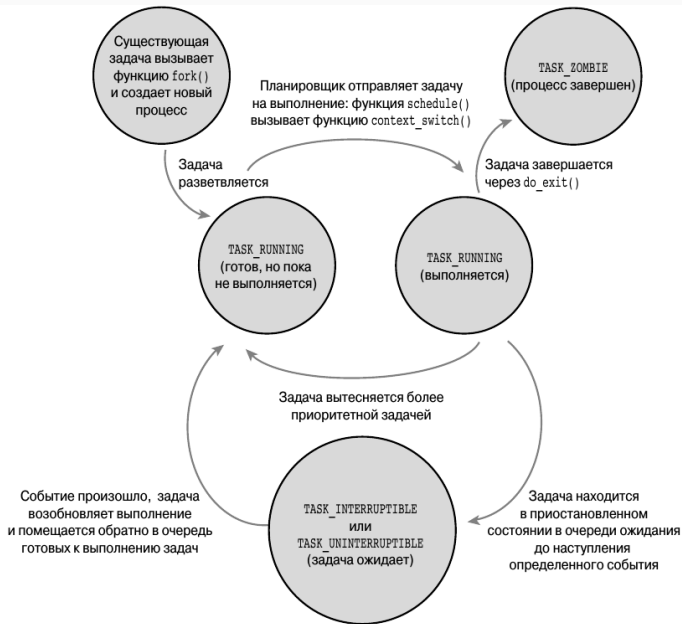 Существующая
задача вызывает
функцию fork()
и создает новый
процесс
Планировщик отправляет задачу
на выполнение: функция schedule()
вызывает функцию context_switch()
TASK_ZOMBIE
(процесс завершен)
Задача
разветвляется
Задача завершается
через do_exit()
TASK_RUNNING
(готов, но пока
не выполняется)
TASK_RUNNING
(выполняется)
Задача вытесняется более
приоритетной задачей
Событие произошло, задача
возобновляет выполнение
и помещается обратно в очередь
готовых к выполнению задач
TASK_INTERRUPTIBLE
или
TASK_UNINTERRUPTIBLE
(задача ожидает)
Задача находится
в приостановленном
состоянии в очереди ожидания
до наступления
определенного события